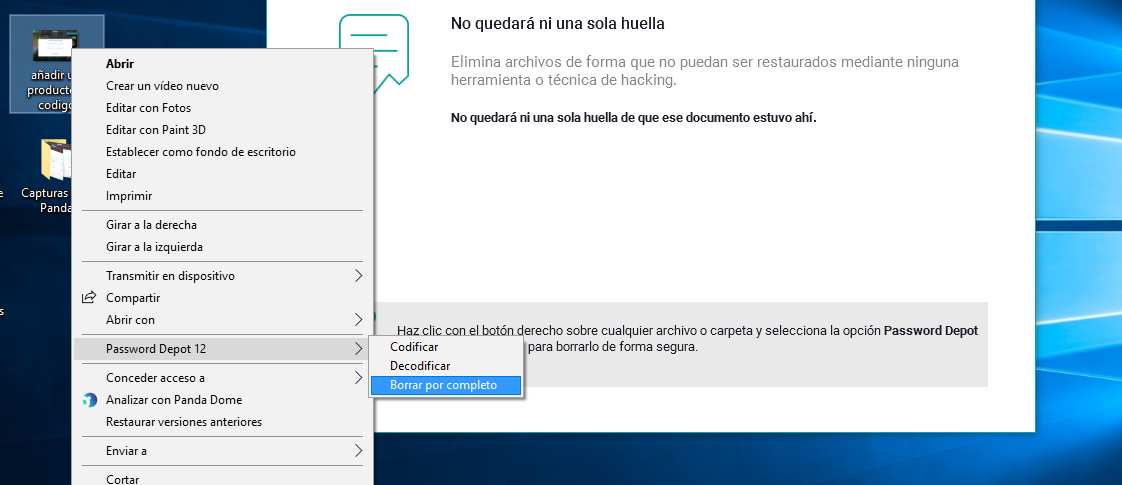 No quedará ni una sola huella
Elimina archivos de forma que no puedan ser restaurados mediante ninguna
herramienta o técnica de hacking.
No quedará ni una sola huella de que ese documento estuvo ahí.
Haz clic con el botón derecho sobre cualquier archivo o carpeta y selecciona la opción Password Depot
para borrarlo de forma segura.
añadir u
producto
codigo
Capturas
Panda
e
s
Abrir
Crear un vídeo nuevo
Editar con Fotos
Editar con Paint 3D
Establecer como fondo de escritorio
Editar
Imprimir
Girar a la derecha
Girar a la izquierda
Transmitir en dispositivo
Compartir
Abrir con
Password Depot 12
Conceder acceso a
Analizar con Panda Dome
Restaurar versiones anteriores
Enviar a
Cortar
Codificar
Decodificar
Borrar por completo